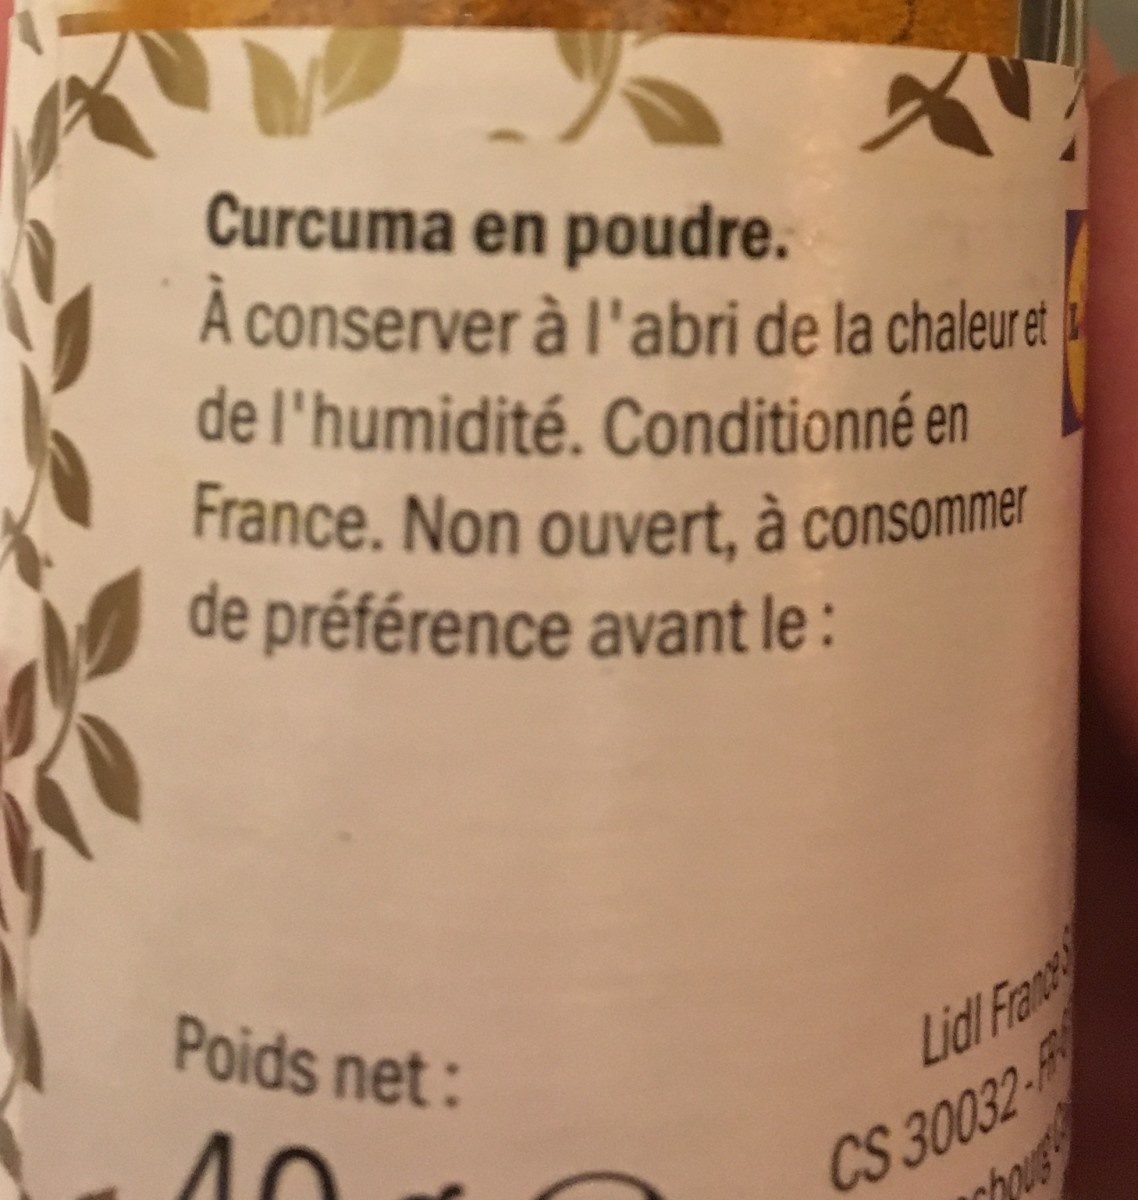 Curcuma en poudre.
À conserver à l'abri de la chaleur et
de l'humidité. Conditionné en
France. Non ouvert, à consommer
de préférence avant le :
Poids net :
40 g
Lidl France
CS 30032 -